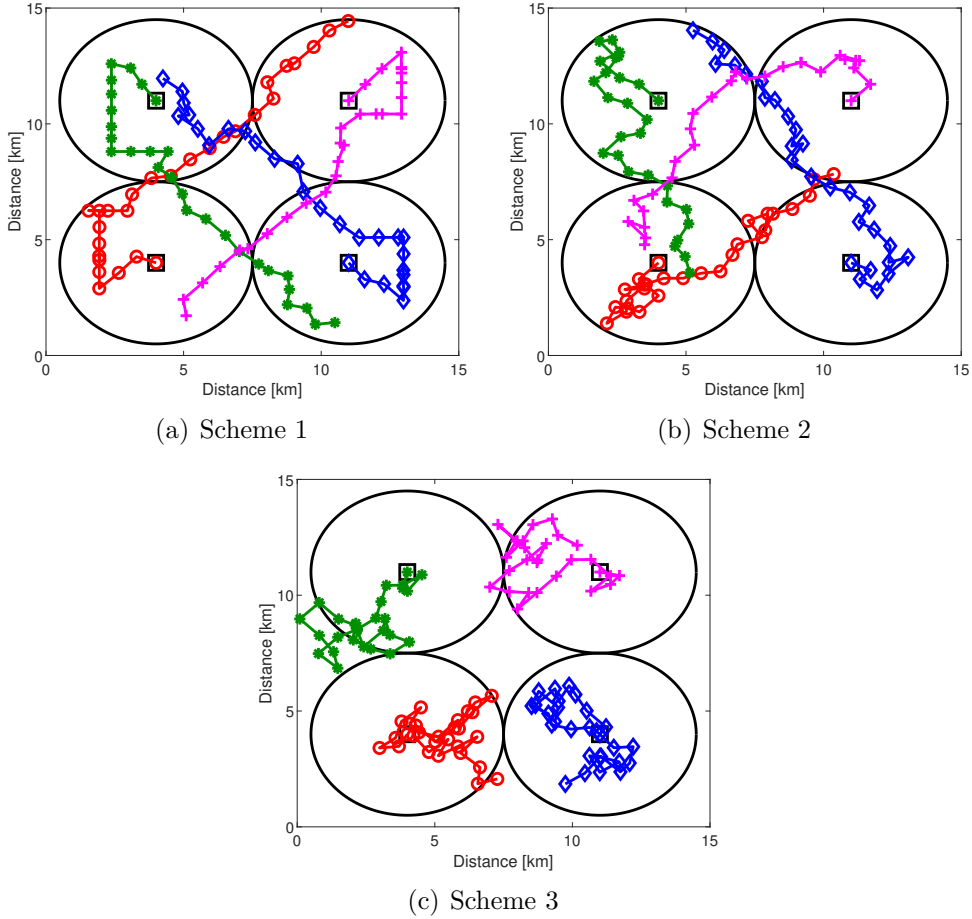 15
10
5
0
Distance [km]
0 5 10 15
Distance [km]
(a) Scheme 1
15
10
5
0
Distance [km]
0 5 10 15
Distance [km]
(b) Scheme 2
15
10
5
0
Distance [km]
0 5 10 15
Distance [km]
(c) Scheme 3